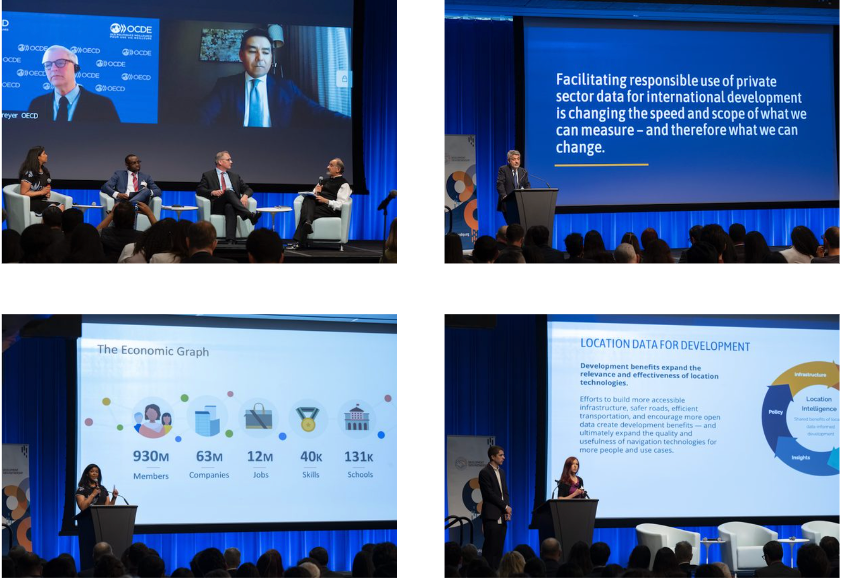 OCDE
reyer OECD
Facilitating responsible use of private
sector data for international development
is changing the speed and scope of what we
can measure – and therefore what we can
change.
The Economic Graph
930M
63M
12M
40K
131K
Members
Companies
Jobs
Skills
Schools
LOCATION DATA FOR DEVELOPMENT
Development benefits expand the
relevance and effectiveness of location
technologies.
Efforts to build more accessible
infrastructure, safer roads, efficient
transportation, and encourage more open
data create development benefits — and
ultimately expand the quality and
usefulness of navigation technologies for
more people and use cases.
Infrastructure
Policy
Location
Intelligence
Insights